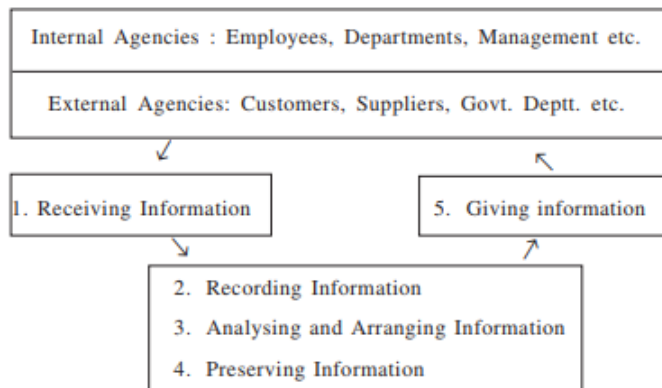 Internal Agencies : Employees, Departments, Management etc.
External Agencies: Customers, Suppliers, Govt. Deptt. etc.
1. Receiving Information
5. Giving information
2. Recording Information
3. Analysing and Arranging Information
4. Preserving Information